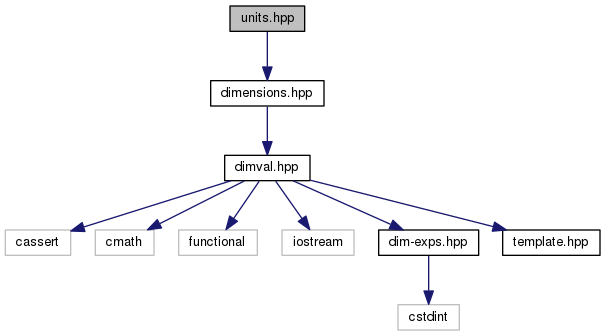 units.hpp
dimensions.hpp
dimval.hpp
cassert
cmath
functional
iostream
dim-exps.hpp
template.hpp
cstdint